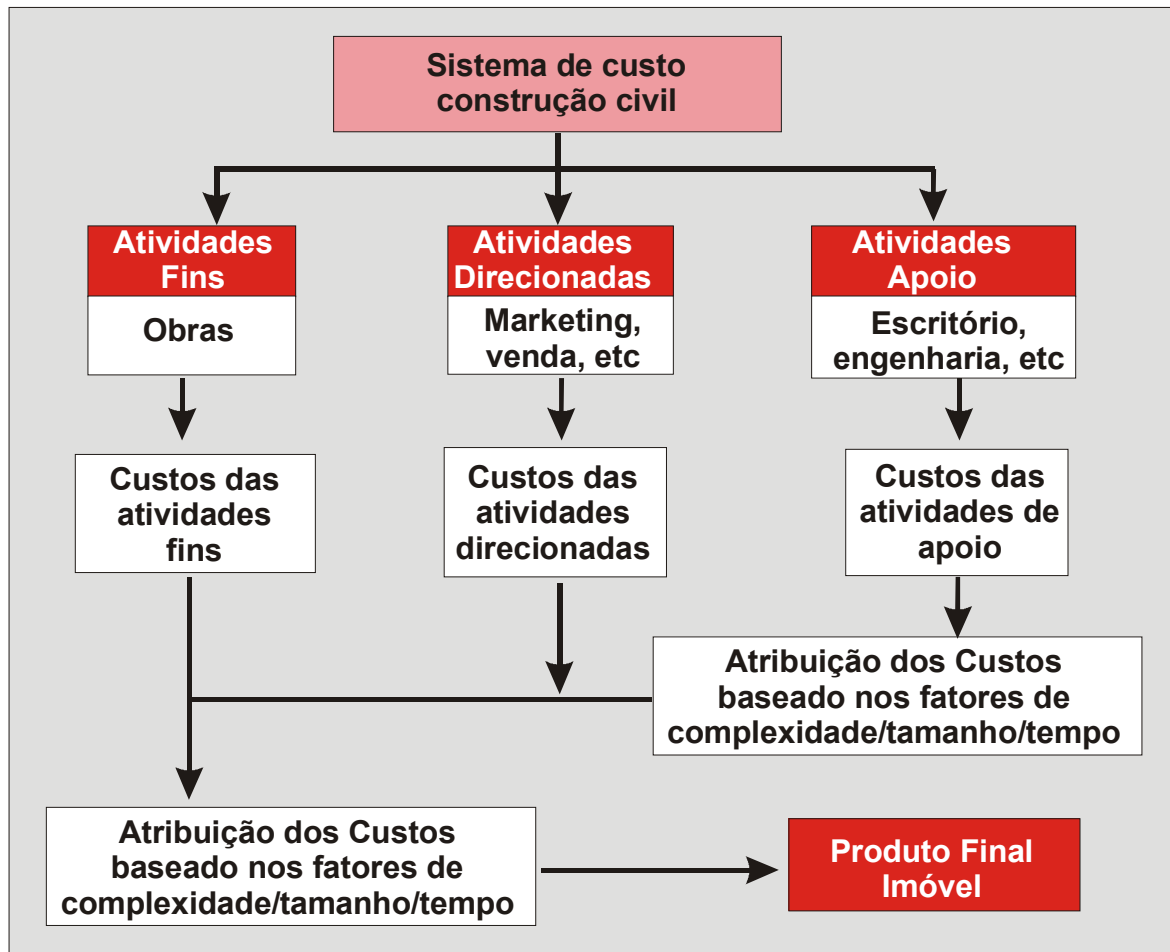 Sistema de custo
construção civil
Atividades
Fins
Obras
Atividades
Direcionadas
Marketing,
venda, etc
Atividades
Apoio
Escritório,
engenharia, etc
Custos das
atividades
fins
Custos das
atividades
direcionadas
Custos das
atividades de
apoio
Atribuição dos Custos
baseado nos fatores de
complexidade/tamanho/tempo
Atribuição dos Custos
baseado nos fatores de
complexidade/tamanho/tempo
Produto Final
Imóvel